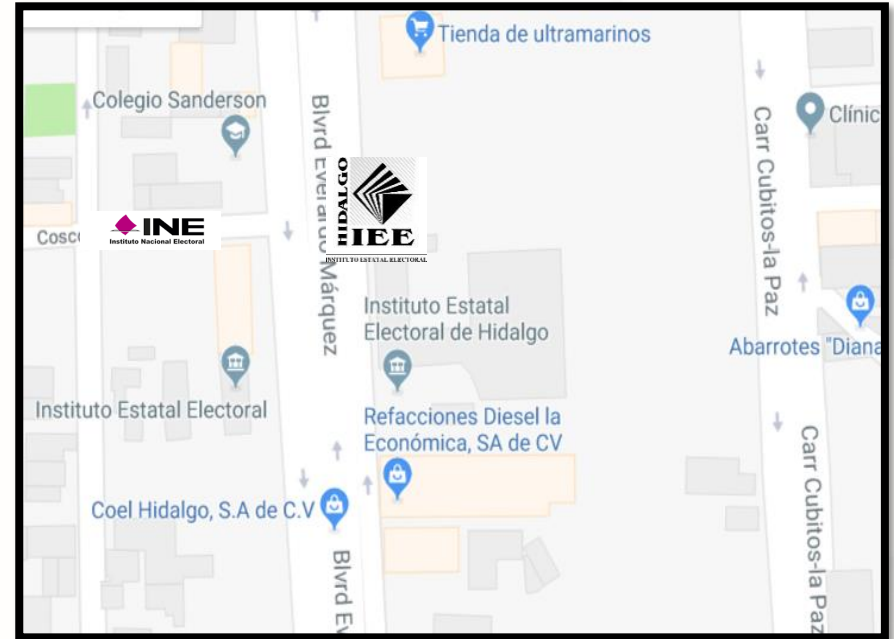 Tienda de ultramarinos
Colegio Sanderson
Clínic
Blvrd Everardo Márquez
HIDALGO
IEE
INSTITUTO ESTATAL ELECTORAL
INE
Instituto Nacional Electoral
Cosc
Carr Cubitos-la Paz
Instituto Estatal
Electoral de Hidalgo
Abarrotes "Diana
Instituto Estatal Electoral
Refacciones Diesel la
Económica, SA de CV
Coel Hidalgo, S.A de C.V
Carr Cubitos-la Paz
Blvrd Ev